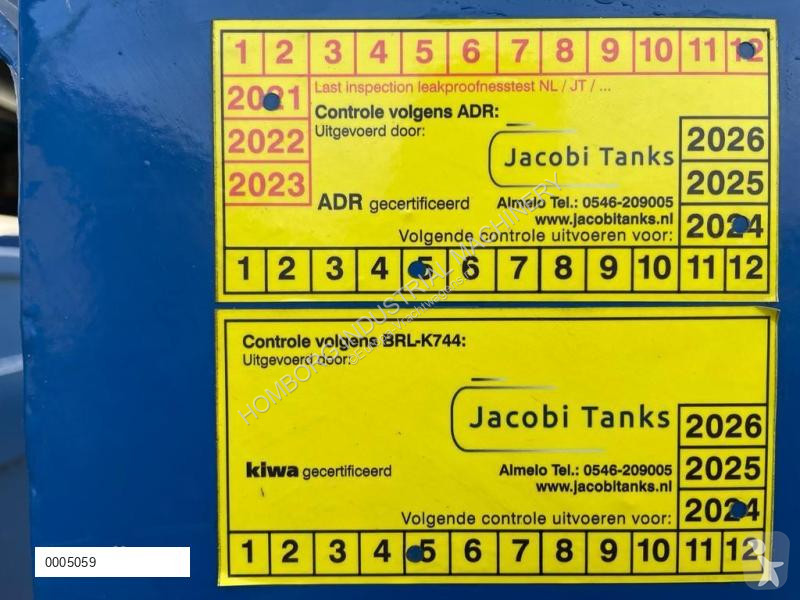 1 2 3 4 5 6 7 8 9 10 11 12
2021 Last inspection leakproofnesstest NL / JT / ...
Controle volgens ADR:
2022 Uitgevoerd door:
Jacobi Tanks 2026
2023
2025
ADR gecertificeerd Almelo Tel.: 0546-209005
www.jacobitanks.nl
Volgende controle uitvoeren voor: 2024
1 2 3 4 5 6 7 8 9 10 11 12
HOMBORG INDUSTRIAL MACHINERY
Controle volgens BRL-K744:
Uitgevoerd door:
Jacobi Tanks 2026
kiwa gecertificeerd Almelo Tel.: 0546-209005 2025
www.jacobitanks.nl
Volgende controle uitvoeren voor: 2024
1 2 3 4 5 6 7 8 9 10 11 12
0005059